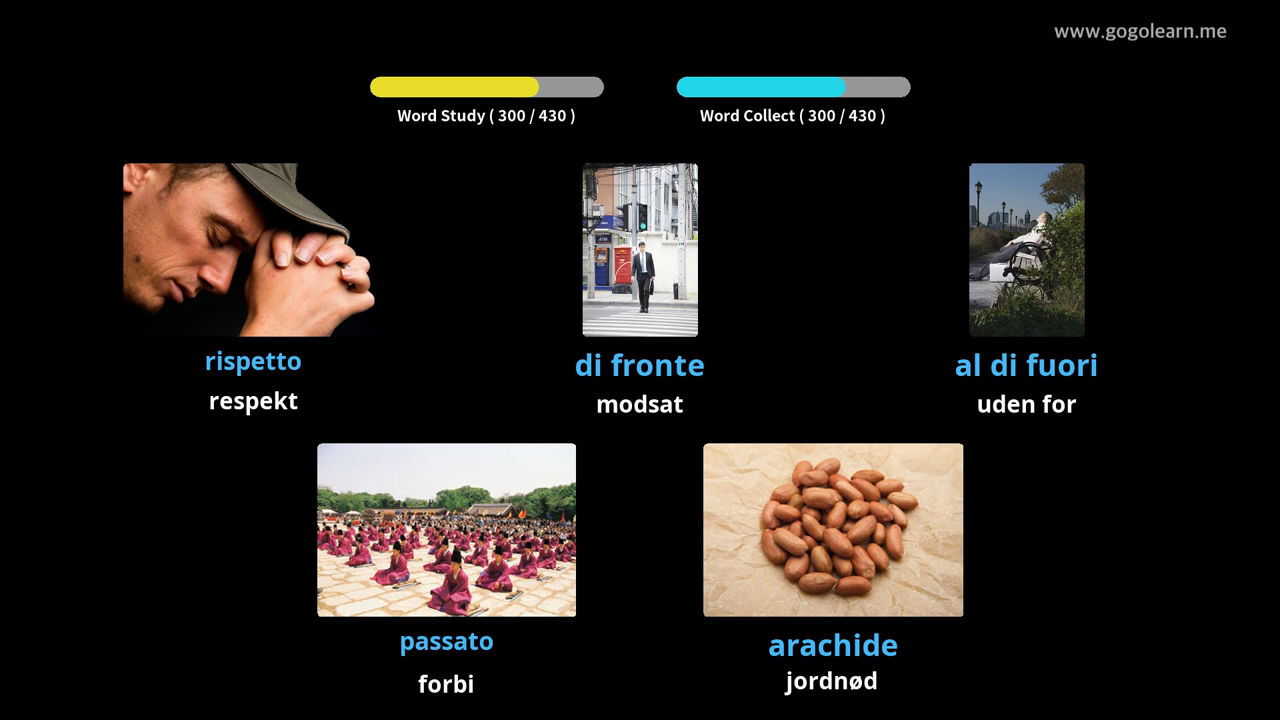 www.gogolearn.me
Word Study ( 300 / 430 )
Word Collect ( 300 / 430 )
rispetto
respekt
di fronte
modsat
al di fuori
uden for
passato
forbi
arachide
jordnød